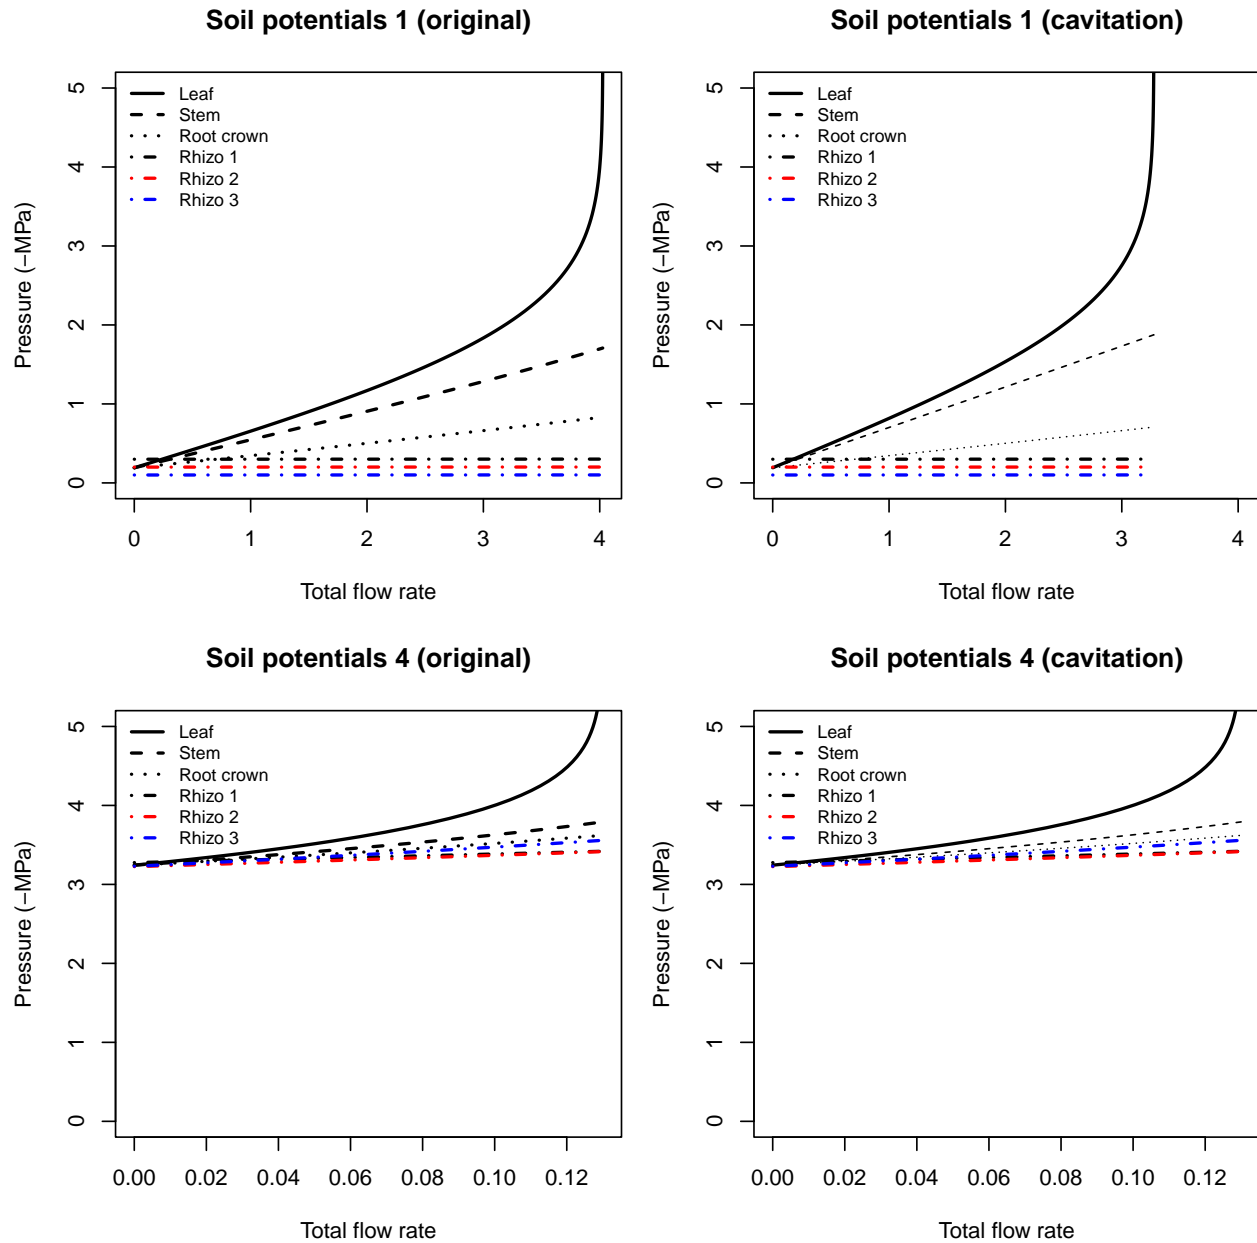 Soil potentials 1 (original)
Pressure (−MPa)
5
4
3
2
1
0
Leaf
Stem
Root crown
Rhizo 1
Rhizo 2
Rhizo 3
0 1 2 3 4
Total flow rate
Soil potentials 1 (cavitation)
Pressure (−MPa)
5
4
3
2
1
0
Leaf
Stem
Root crown
Rhizo 1
Rhizo 2
Rhizo 3
0 1 2 3 4
Total flow rate
Soil potentials 4 (original)
Pressure (−MPa)
5
4
3
2
1
0
Leaf
Stem
Root crown
Rhizo 1
Rhizo 2
Rhizo 3
0.00 0.02 0.04 0.06 0.08 0.10 0.12
Total flow rate
Soil potentials 4 (cavitation)
Pressure (−MPa)
5
4
3
2
1
0
Leaf
Stem
Root crown
Rhizo 1
Rhizo 2
Rhizo 3
0.00 0.02 0.04 0.06 0.08 0.10 0.12
Total flow rate